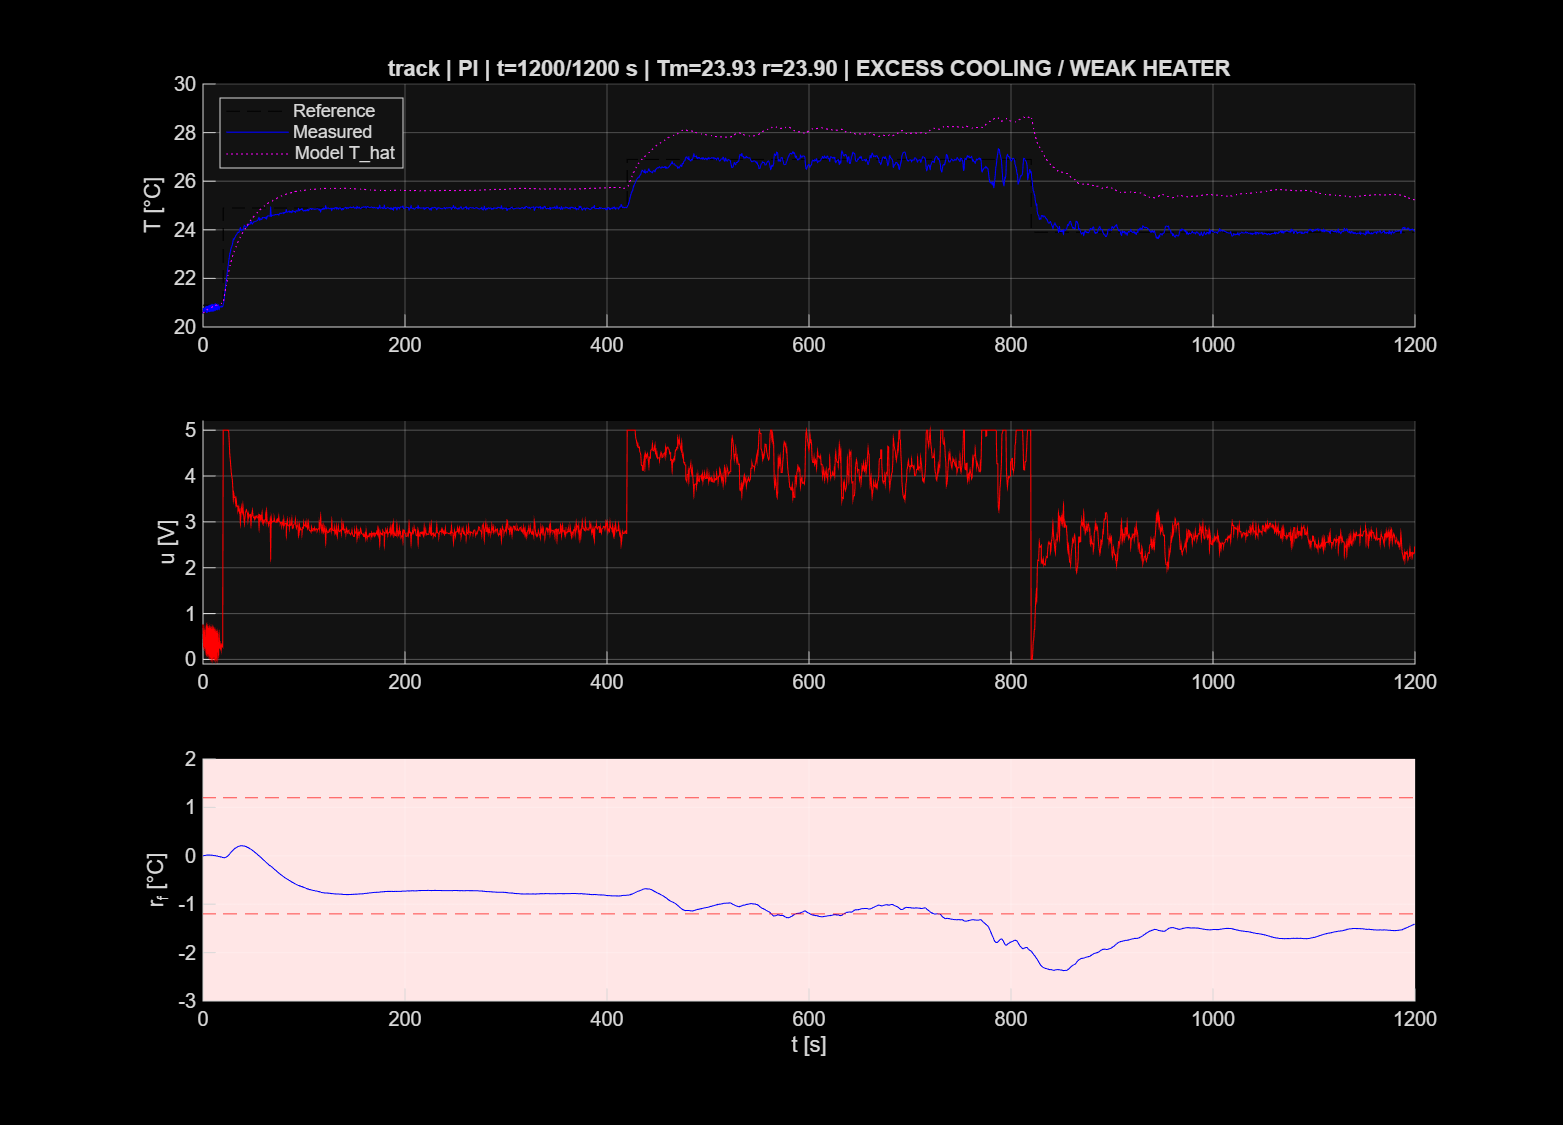 track | PI | t=1200/1200 s | Tm=23.93 r=23.90 | EXCESS COOLING / WEAK HEATER
30
28
26
24
22
20
T [°C]
Reference
Measured
Model T_hat
0 200 400 600 800 1000 1200
5
4
3
2
1
0
u [V]
0 200 400 600 800 1000 1200
2
1
0
-1
-2
-3
r_f [°C]
0 200 400 600 800 1000 1200
t [s]